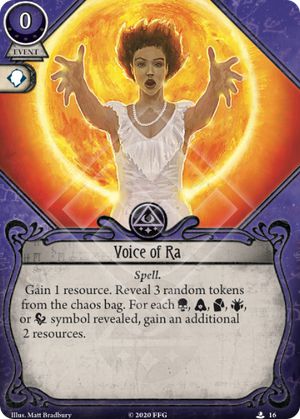 0
EVENT
Voice of Ra
Spell.
Gain 1 resource. Reveal 3 random tokens
from the chaos bag. For each , , , ,
or symbol revealed, gain an additional
2 resources.
Illus. Matt Bradbury © 2020 FFG 16